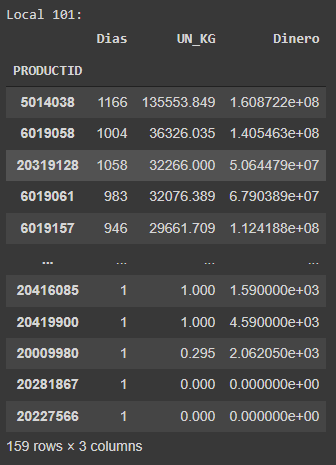 Local 101:
Dias UN_KG Dinero
PRODUCTID
5014038 1166 135553.849 1.608722e+08
6019058 1004 36326.035 1.405463e+08
20319128 1058 32266.000 5.064479e+07
6019061 983 32076.389 6.790389e+07
6019157 946 29661.709 1.124188e+08
... ... ... ...
20416085 1 1.000 1.590000e+03
20419900 1 1.000 4.590000e+03
20009980 1 0.295 2.062050e+03
20281867 1 0.000 0.000000e+00
20227566 1 0.000 0.000000e+00
159 rows × 3 columns